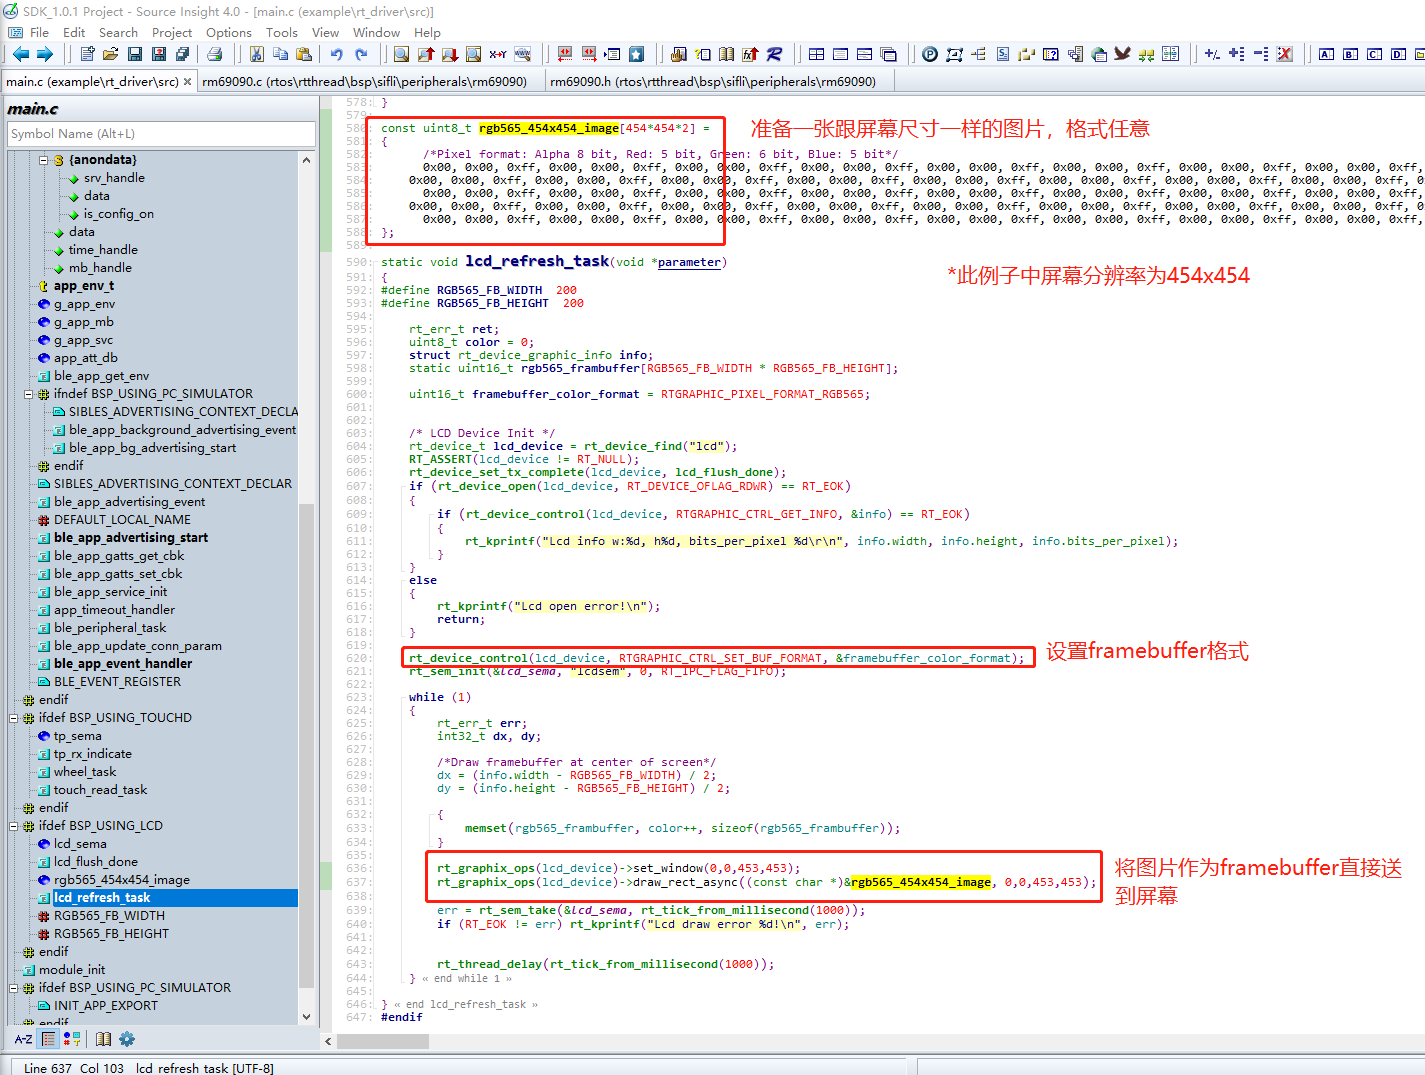 SDK_1.0.1 Project - Source Insight 4.0 - [main.c (example\rt_driver\src)]
File Edit Search Project Options Tools View Window Help
main.c (example\rt_driver\src) rm69090.c (rtos\rtthread\bsp\sifli\peripherals\rm69090) rm69090.h (rtos\rtthread\bsp\sifli\peripherals\rm69090)
main.c
Symbol Name (Alt+L)
{anondata}
srv_handle
data
is_config_on
data
time_handle
mb_handle
app_env_t
g_app_env
g_app_mb
g_app_svc
app_att_db
ble_app_get_env
ifndef BSP_USING_PC_SIMULATOR
SIBLES_ADVERTISING_CONTEXT_DECLA
ble_app_background_advertising_event
ble_app_bg_advertising_start
endif
SIBLES_ADVERTISING_CONTEXT_DECLAR
ble_app_advertising_event
DEFAULT_LOCAL_NAME
ble_app_advertising_start
ble_app_gatts_get_cbk
ble_app_gatts_set_cbk
ble_app_service_init
app_timeout_handler
ble_peripheral_task
ble_app_update_conn_param
ble_app_event_handler
BLE_EVENT_REGISTER
endif
ifdef BSP_USING_TOUCHD
tp_sema
tp_rx_indicate
wheel_task
touch_read_task
endif
ifdef BSP_USING_LCD
lcd_sema
lcd_flush_done
rgb565_454x454_image
lcd_refresh_task
RGB565_FB_WIDTH
RGB565_FB_HEIGHT
endif
module_init
ifdef BSP_USING_PC_SIMULATOR
INIT_APP_EXPORT
endif
A-Z
578: }
579:
580: const uint8_t rgb565_454x454_image[454*454*2] =
准备一张跟屏幕尺寸一样的图片，格式任意
581: {
582: /*Pixel format: Alpha 8 bit, Red: 5 bit, Green: 6 bit, Blue: 5 bit*/
583: 0x00, 0x00, 0xff, 0x00, 0x00, 0xff, 0x00, 0x00, 0xff, 0x00, 0x00, 0xff, 0x00, 0x00, 0xff, 0x00, 0x00, 0xff, 0x00, 0x00, 0xff, 0x00, 0x00, 0xff,
584: 0x00, 0x00, 0xff, 0x00, 0x00, 0xff, 0x00, 0x00, 0xff, 0x00, 0x00, 0xff, 0x00, 0x00, 0xff, 0x00, 0x00, 0xff, 0x00, 0x00, 0xff, 0x00, 0x00, 0xff,
585: 0x00, 0x00, 0xff, 0x00, 0x00, 0xff, 0x00, 0x00, 0xff, 0x00, 0x00, 0xff, 0x00, 0x00, 0xff, 0x00, 0x00, 0xff, 0x00, 0x00, 0xff, 0x00, 0x00, 0xff,
586: 0x00, 0x00, 0xff, 0x00, 0x00, 0xff, 0x00, 0x00, 0xff, 0x00, 0x00, 0xff, 0x00, 0x00, 0xff, 0x00, 0x00, 0xff, 0x00, 0x00, 0xff, 0x00, 0x00, 0xff,
587: 0x00, 0x00, 0xff, 0x00, 0x00, 0xff, 0x00, 0x00, 0xff, 0x00, 0x00, 0xff, 0x00, 0x00, 0xff, 0x00, 0x00, 0xff, 0x00, 0x00, 0xff, 0x00, 0x00, 0xff,
588: };
589:
590: static void lcd_refresh_task(void *parameter)
*此例子中屏幕分辨率为454x454
591: {
592: #define RGB565_FB_WIDTH 200
593: #define RGB565_FB_HEIGHT 200
594:
595: rt_err_t ret;
596: uint8_t color = 0;
597: struct rt_device_graphic_info info;
598: static uint16_t rgb565_frambuffer[RGB565_FB_WIDTH * RGB565_FB_HEIGHT];
599:
600: uint16_t framebuffer_color_format = RTGRAPHIC_PIXEL_FORMAT_RGB565;
601:
602:
603: /* LCD Device Init */
604: rt_device_t lcd_device = rt_device_find("lcd");
605: RT_ASSERT(lcd_device != RT_NULL);
606: rt_device_set_tx_complete(lcd_device, lcd_flush_done);
607: if (rt_device_open(lcd_device, RT_DEVICE_OFLAG_RDWR) == RT_EOK)
608: {
609: if (rt_device_control(lcd_device, RTGRAPHIC_CTRL_GET_INFO, &info) == RT_EOK)
610: {
611: rt_kprintf("Lcd info w:%d, h%d, bits_per_pixel %d\r\n", info.width, info.height, info.bits_per_pixel);
612: }
613: }
614: else
615: {
616: rt_kprintf("Lcd open error!\n");
617: return;
618: }
619:
620: rt_device_control(lcd_device, RTGRAPHIC_CTRL_SET_BUF_FORMAT, &framebuffer_color_format);
设置framebuffer格式
621: rt_sem_init(&lcd_sema, "lcdsem", 0, RT_IPC_FLAG_FIFO);
622:
623: while (1)
624: {
625: rt_err_t err;
626: int32_t dx, dy;
627:
628: /*Draw framebuffer at center of screen*/
629: dx = (info.width - RGB565_FB_WIDTH) / 2;
630: dy = (info.height - RGB565_FB_HEIGHT) / 2;
631:
632: {
633: memset(rgb565_frambuffer, color++, sizeof(rgb565_frambuffer));
634: }
635:
636: rt_graphix_ops(lcd_device)->set_window(0,0,453,453);
637: rt_graphix_ops(lcd_device)->draw_rect_async((const char *)&rgb565_454x454_image, 0,0,453,453);
将图片作为framebuffer直接送
到屏幕
638:
639: err = rt_sem_take(&lcd_sema, rt_tick_from_millisecond(1000));
640: if (RT_EOK != err) rt_kprintf("Lcd draw error %d!\n", err);
641:
642:
643: rt_thread_delay(rt_tick_from_millisecond(1000));
644: } « end while 1 »
645:
646: } « end lcd_refresh_task »
647: #endif
Line 637 Col 103 lcd_refresh_task [UTF-8]